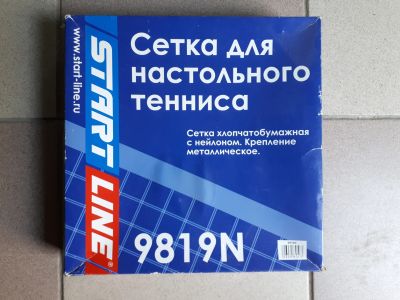 www.start-line.ru
START LINE®
Сетка для
настольного
тенниса
Сетка хлопчатобумажная
с нейлоном. Крепление
металлическое.
9819N